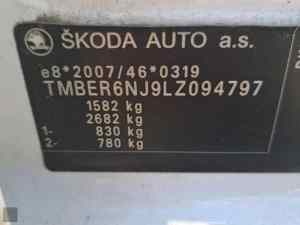 ŠKODA AUTO a.s.
e8*2007/46*0319
TMBER6NJ9LZ094797
1582 kg
2682 kg
1- 830 kg
2- 780 kg